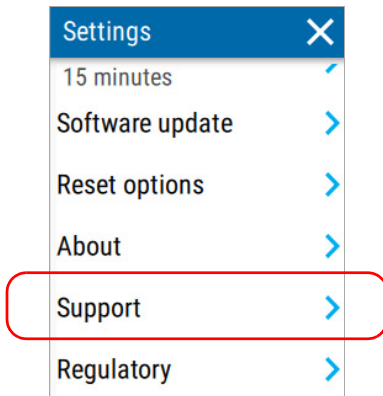 Settings
15 minutes
Software update
Reset options
About
Support
Regulatory